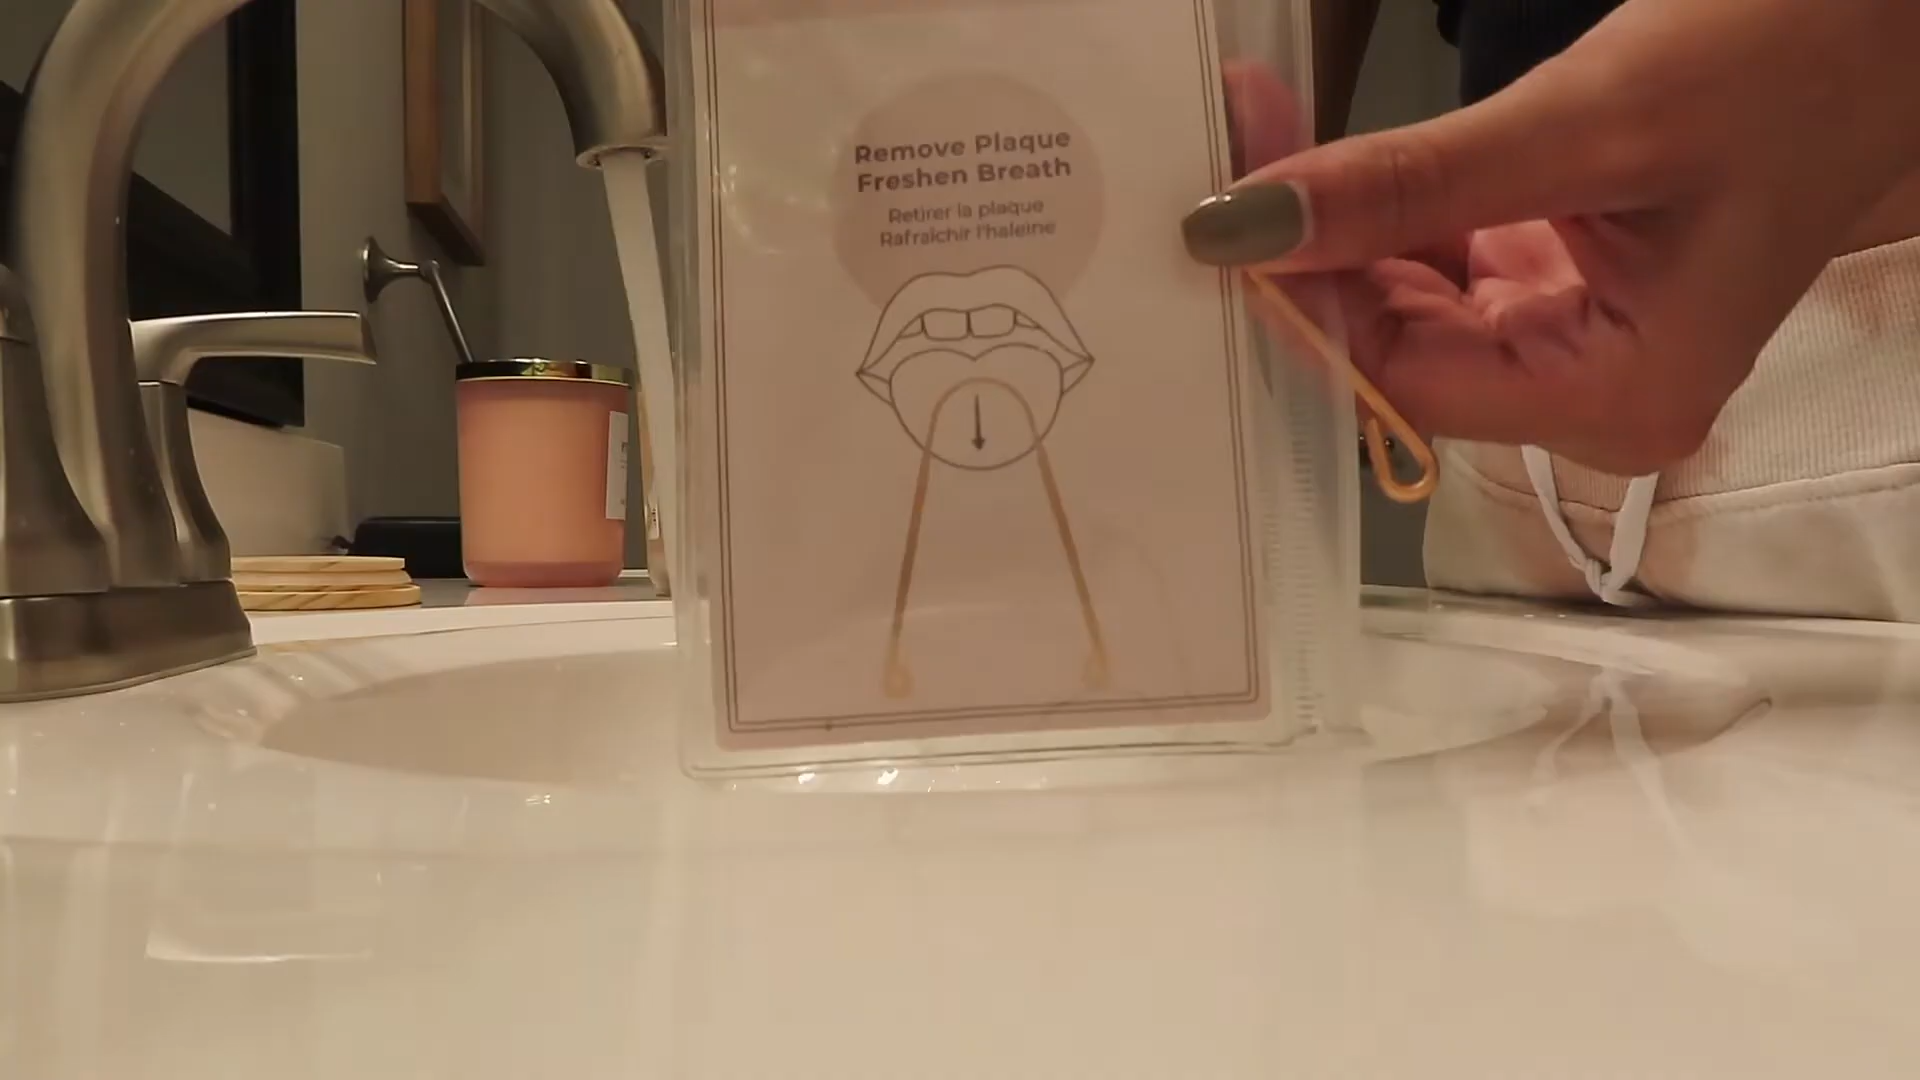 Remove Plaque
Freshen Breath
Retirer la plaque
Rafraîchir l'haleine